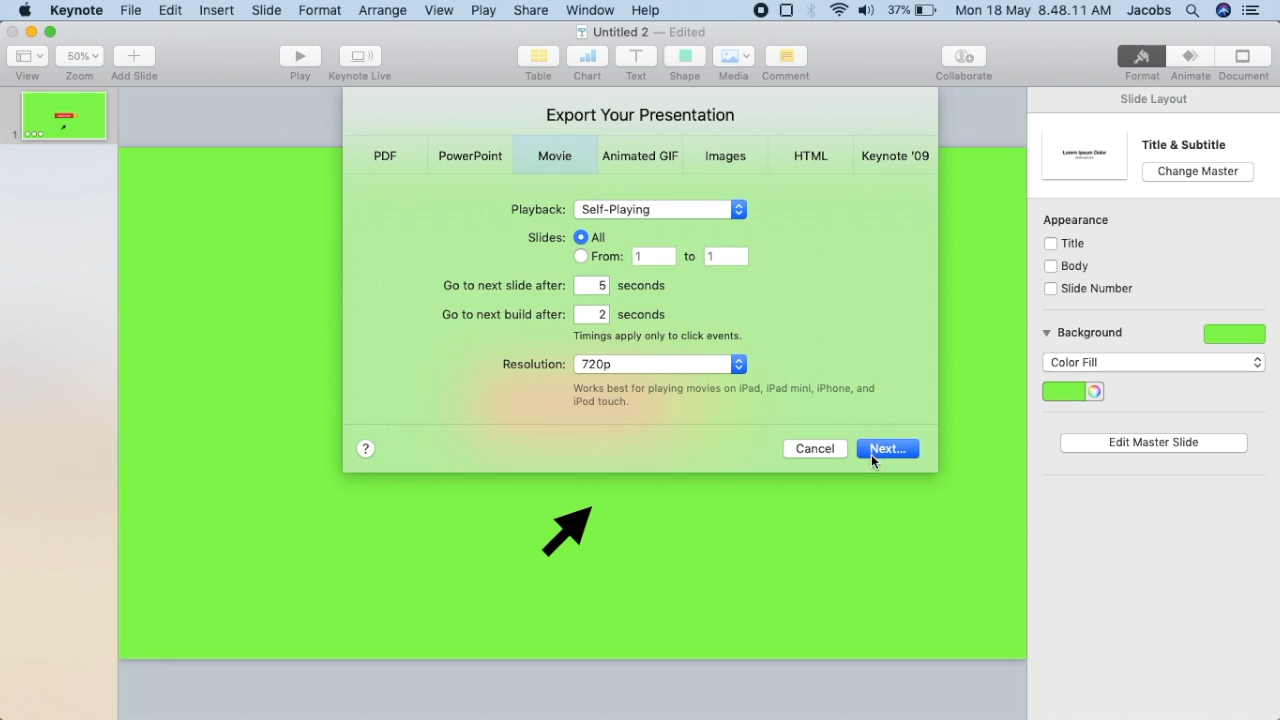 Keynote File Edit Insert Slide Format Arrange View Play Share Window Help 37% Mon 18 May 8.48.11 AM Jacobs
Untitled 2 — Edited
50%
View Zoom Add Slide Play Keynote Live Table Chart Text Shape Media Comment Collaborate Format Animate Document
1
Export Your Presentation
PDF PowerPoint Movie Animated GIF Images HTML Keynote '09
Playback: Self-Playing
Slides: All
From: 1 to 1
Go to next slide after: 5 seconds
Go to next build after: 2 seconds
Timings apply only to click events.
Resolution: 720p
Works best for playing movies on iPad, iPad mini, iPhone, and
iPod touch.
? Cancel Next...
Slide Layout
Lorem Ipsum Dolor
Title & Subtitle
Change Master
Appearance
Title
Body
Slide Number
Background
Color Fill
Edit Master Slide